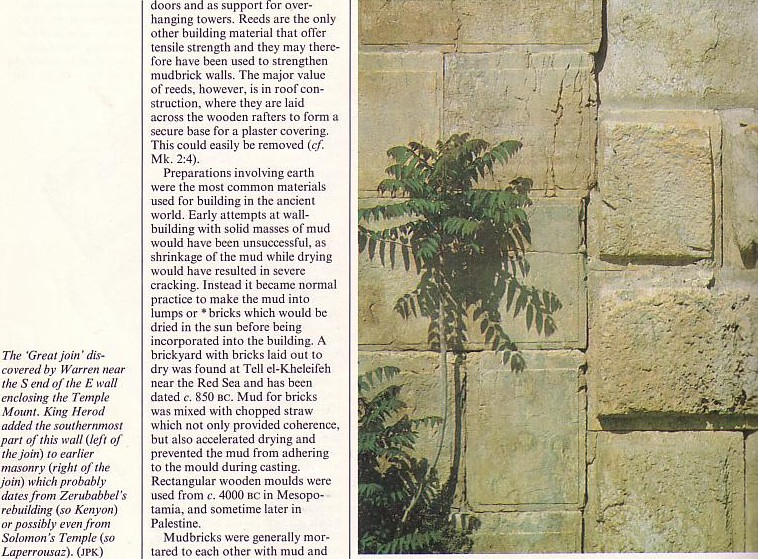 doors and as support for over-
hanging towers. Reeds are the only
other building material that offer
tensile strength and they may there-
fore have been used to strengthen
mudbrick walls. The major value
of reeds, however, is in roof con-
struction, where they are laid
across the wooden rafters to form a
secure base for a plaster covering.
This could easily be removed (cf.
Mk. 2:4).
Preparations involving earth
were the most common materials
used for building in the ancient
world. Early attempts at wall-
building with solid masses of mud
would have been unsuccessful, as
shrinkage of the mud while drying
would have resulted in severe
cracking. Instead it became normal
practice to make the mud into
lumps or *bricks which would be
dried in the sun before being
incorporated into the building. A
brickyard with bricks laid out to
dry was found at Tell el-Kheleifeh
near the Red Sea and has been
dated c. 850 BC. Mud for bricks
was mixed with chopped straw
which not only provided coherence,
but also accelerated drying and
prevented the mud from adhering
to the mould during casting.
Rectangular wooden moulds were
used from c. 4000 BC in Mesopo-
tamia, and sometime later in
Palestine.
Mudbricks were generally mor-
tared to each other with mud and
The 'Great join' dis-
covered by Warren near
the S end of the E wall
enclosing the Temple
Mount. King Herod
added the southernmost
part of this wall (left of
the join) to earlier
masonry (right of the
join) which probably
dates from Zerubbabel's
rebuilding (so Kenyon)
or possibly even from
Solomon's Temple (so
Laperrousaz). (JPK)